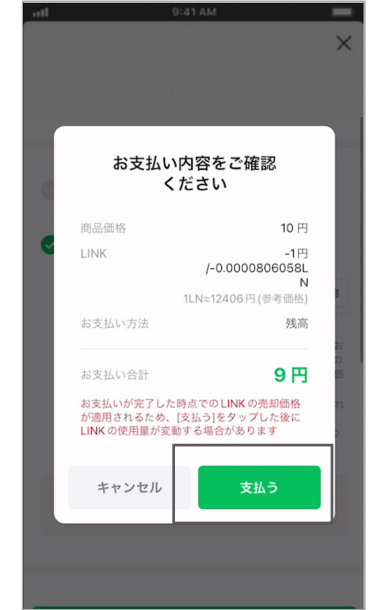 9:41 AM
お支払い内容をご確認
ください
商品価格 10 円
LINK -1円
/-0.0000806058L
N
1LN≈12406 円 (参考価格)
お支払い方法 残高
お支払い合計 9 円
お支払いが完了した時点での LINK の売却価格
が適用されるため、[支払う]をタップした後に
LINK の使用量が変動する場合があります
キャンセル 支払う